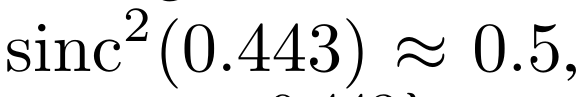 sinc²(0.443) ≈ 0.5,